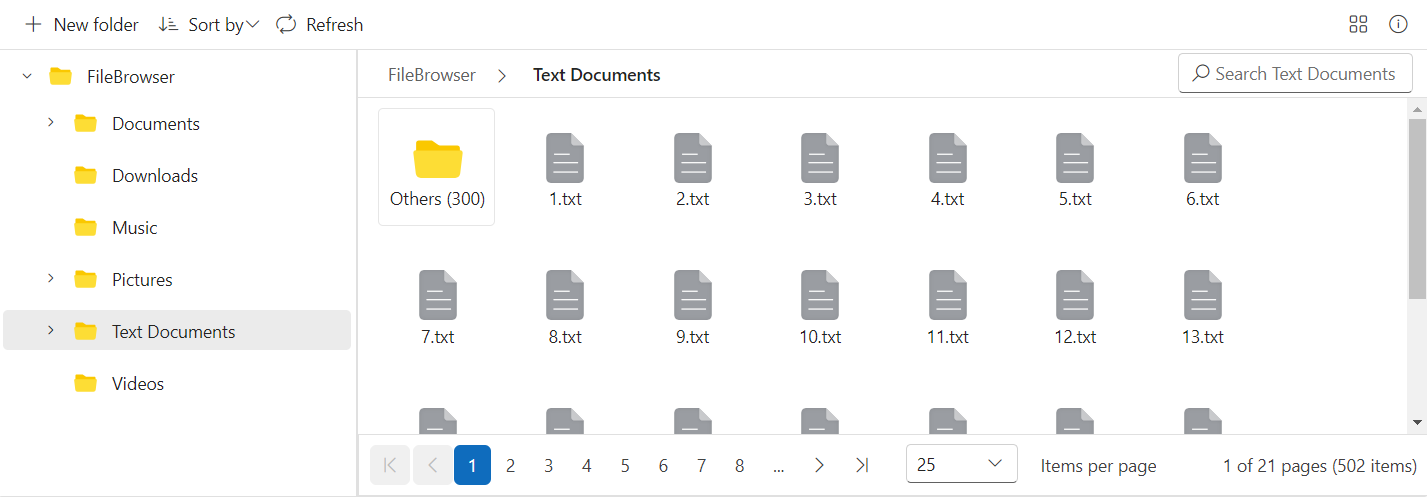 New folder Sort by Refresh
FileBrowser
Documents
Downloads
Music
Pictures
Text Documents
Videos
FileBrowser Text Documents Search Text Documents
Others (300) 1.txt 2.txt 3.txt 4.txt 5.txt 6.txt
7.txt 8.txt 9.txt 10.txt 11.txt 12.txt 13.txt
1 2 3 4 5 6 7 8 ... 25 Items per page 1 of 21 pages (502 items)